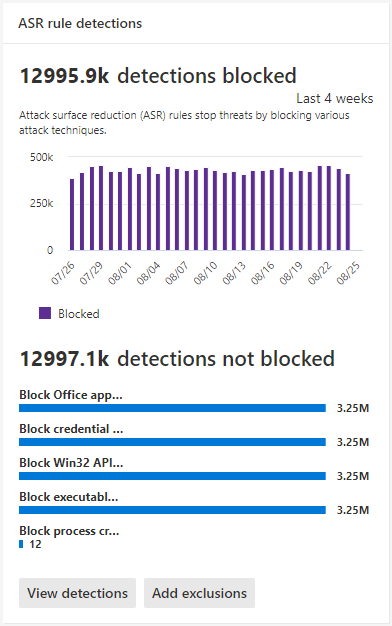 ASR rule detections
12995.9k detections blocked
Last 4 weeks
Attack surface reduction (ASR) rules stop threats by blocking various
attack techniques.
500k
250k
0
07/26 07/29 08/01 08/04 08/07 08/10 08/13 08/16 08/19 08/22 08/25
Blocked
12997.1k detections not blocked
Block Office app...
3.25M
Block credential ...
3.25M
Block Win32 API...
3.25M
Block executabl...
3.25M
Block process cr...
12
View detections Add exclusions